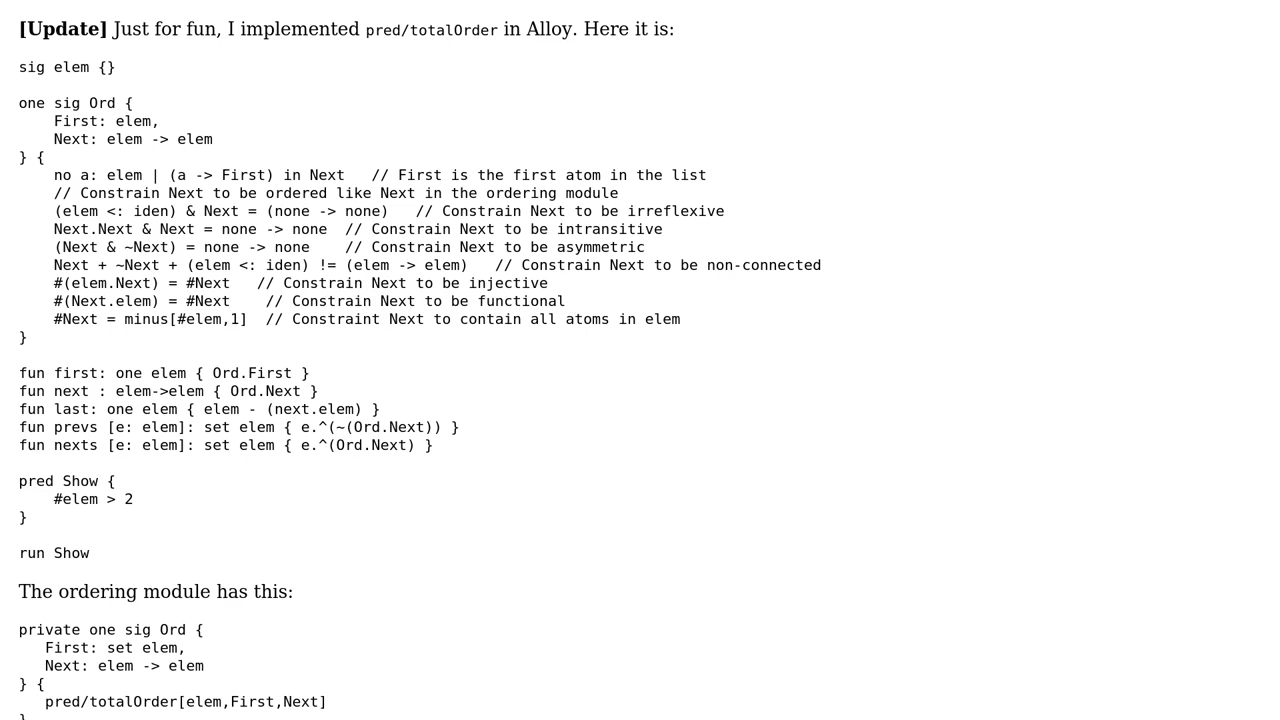 [Update] Just for fun, I implemented pred/totalOrder in Alloy. Here it is:
sig elem {}
one sig Ord {
    First: elem,
    Next: elem -> elem
} {
    no a: elem | (a -> First) in Next   // First is the first atom in the list
    // Constrain Next to be ordered like Next in the ordering module
    (elem <: iden) & Next = (none -> none)   // Constrain Next to be irreflexive
    Next.Next & Next = none -> none  // Constrain Next to be intransitive
    (Next & ~Next) = none -> none    // Constrain Next to be asymmetric
    Next + ~Next + (elem <: iden) != (elem -> elem)   // Constrain Next to be non-connected
    #(elem.Next) = #Next   // Constrain Next to be injective
    #(Next.elem) = #Next    // Constrain Next to be functional
    #Next = minus[#elem,1]  // Constraint Next to contain all atoms in elem
}
fun first: one elem { Ord.First }
fun next : elem->elem { Ord.Next }
fun last: one elem { elem - (next.elem) }
fun prevs [e: elem]: set elem { e.^(~(Ord.Next)) }
fun nexts [e: elem]: set elem { e.^(Ord.Next) }
pred Show {
    #elem > 2
}
run Show
The ordering module has this:
private one sig Ord {
   First: set elem,
   Next: elem -> elem
} {
   pred/totalOrder[elem,First,Next]
}